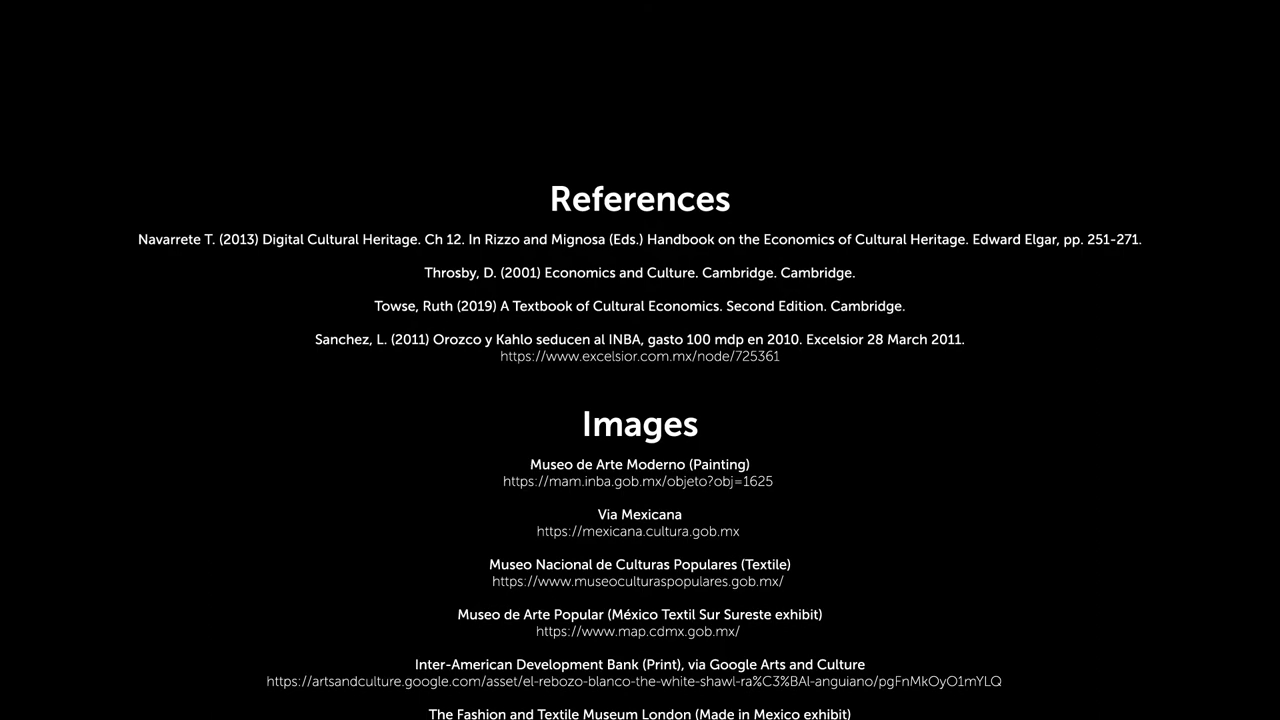 References
Navarrete T. (2013) Digital Cultural Heritage. Ch 12. In Rizzo and Mignosa (Eds.) Handbook on the Economics of Cultural Heritage. Edward Elgar, pp. 251-271.
Throsby, D. (2001) Economics and Culture. Cambridge. Cambridge.
Towse, Ruth (2019) A Textbook of Cultural Economics. Second Edition. Cambridge.
Sanchez, L. (2011) Orozco y Kahlo seducen al INBA, gasto 100 mdp en 2010. Excelsior 28 March 2011.
https://www.excelsior.com.mx/node/725361
Images
Museo de Arte Moderno (Painting)
https://mam.inba.gob.mx/objeto?obj=1625
Via Mexicana
https://mexicana.cultura.gob.mx
Museo Nacional de Culturas Populares (Textile)
https://www.museoculturaspopulares.gob.mx/
Museo de Arte Popular (México Textil Sur Sureste exhibit)
https://www.map.cdmx.gob.mx/
Inter-American Development Bank (Print), via Google Arts and Culture
https://artsandculture.google.com/asset/el-rebozo-blanco-the-white-shawl-ra%C3%BAl-anguiano/pgFnMkOyO1mYLQ
The Fashion and Textile Museum London (Made in Mexico exhibit)